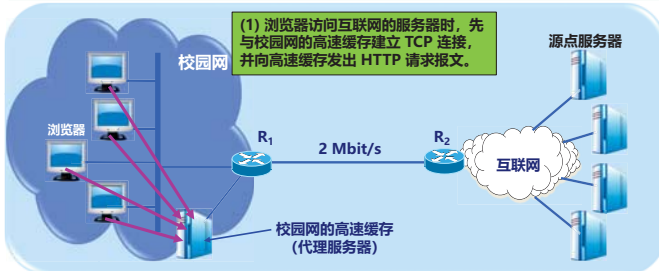 (1) 浏览器访问互联网的服务器时，先
与校园网的高速缓存建立 TCP 连接，
并向高速缓存发出 HTTP 请求报文。
校园网
源点服务器
浏览器
R1
2 Mbit/s
R2
互联网
校园网的高速缓存
（代理服务器）